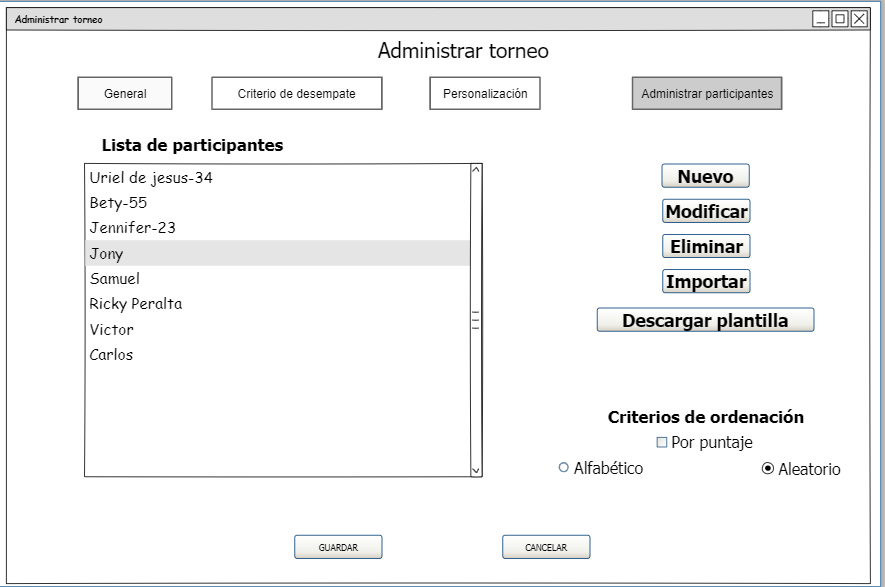 Administrar torneo
Administrar torneo
General
Criterio de desempate
Personalización
Administrar participantes
Lista de participantes
Uriel de jesus-34
Bety-55
Jennifer-23
Jony
Samuel
Ricky Peralta
Victor
Carlos
Nuevo
Modificar
Eliminar
Importar
Descargar plantilla
Criterios de ordenación
Por puntaje
Alfabético
Aleatorio
GUARDAR
CANCELAR